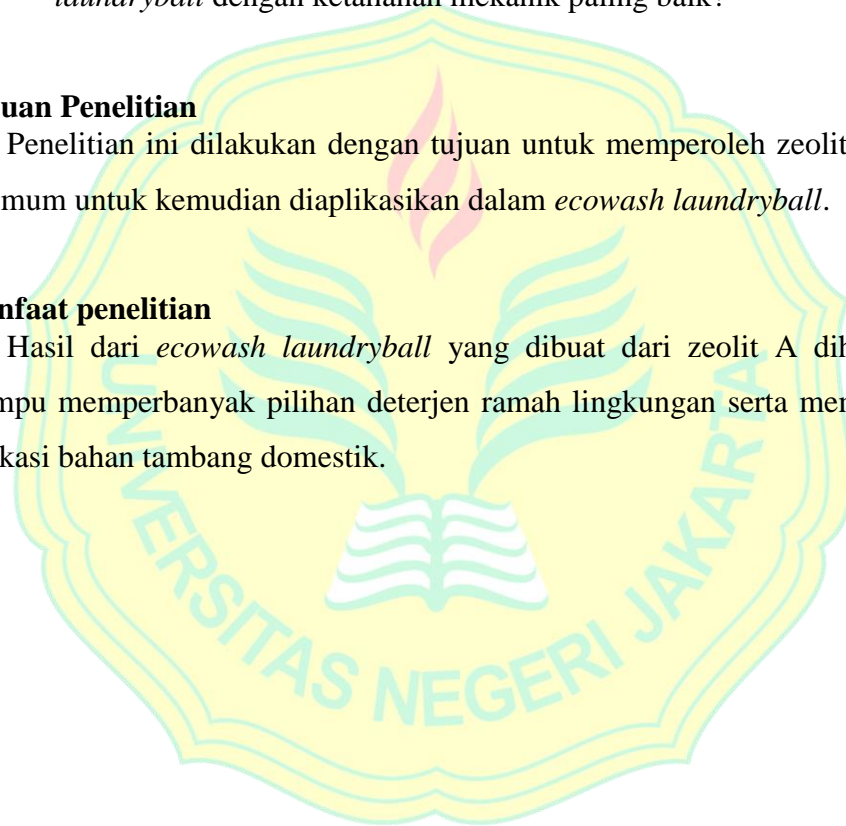 laundryball dengan ketahanan mekanik paling baik?
uan Penelitian
Penelitian ini dilakukan dengan tujuan untuk memperoleh zeolit
mum untuk kemudian diaplikasikan dalam ecowash laundryball.
nfaat penelitian
Hasil dari ecowash laundryball yang dibuat dari zeolit A dih
mpu memperbanyak pilihan deterjen ramah lingkungan serta mer
kasi bahan tambang domestik.
UNIVERSITAS NEGERI JAKARTA